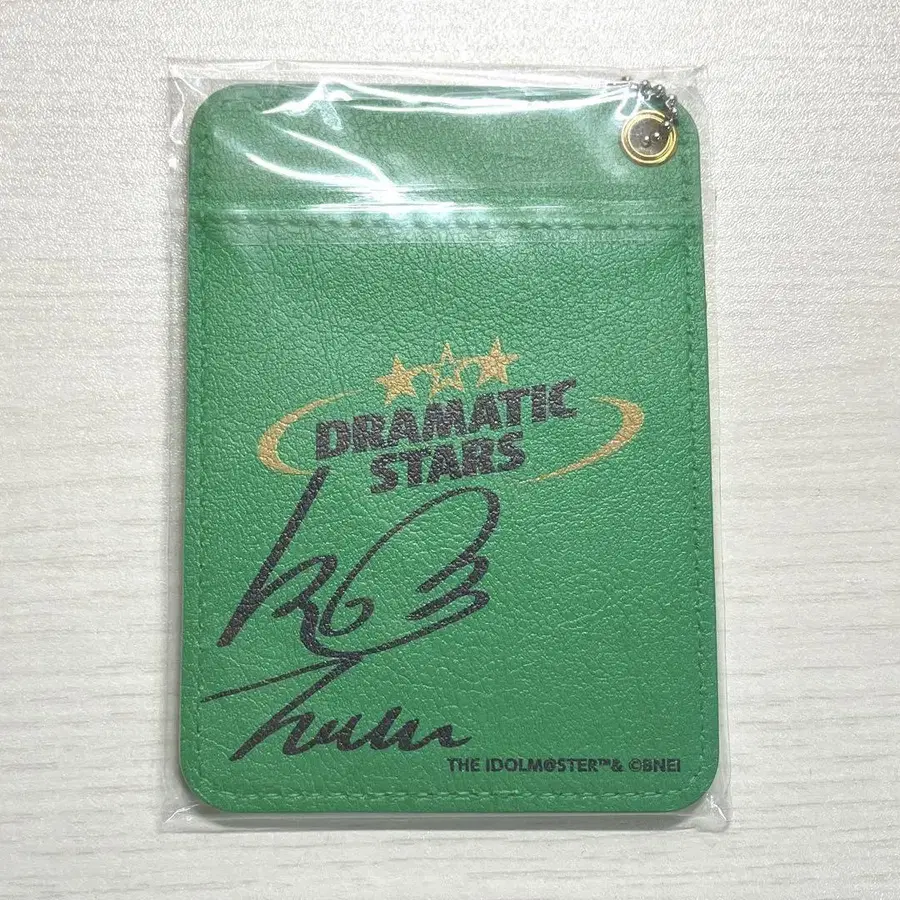 DRAMATIC
STARS
THE IDOLM@STER™& ©BNEI